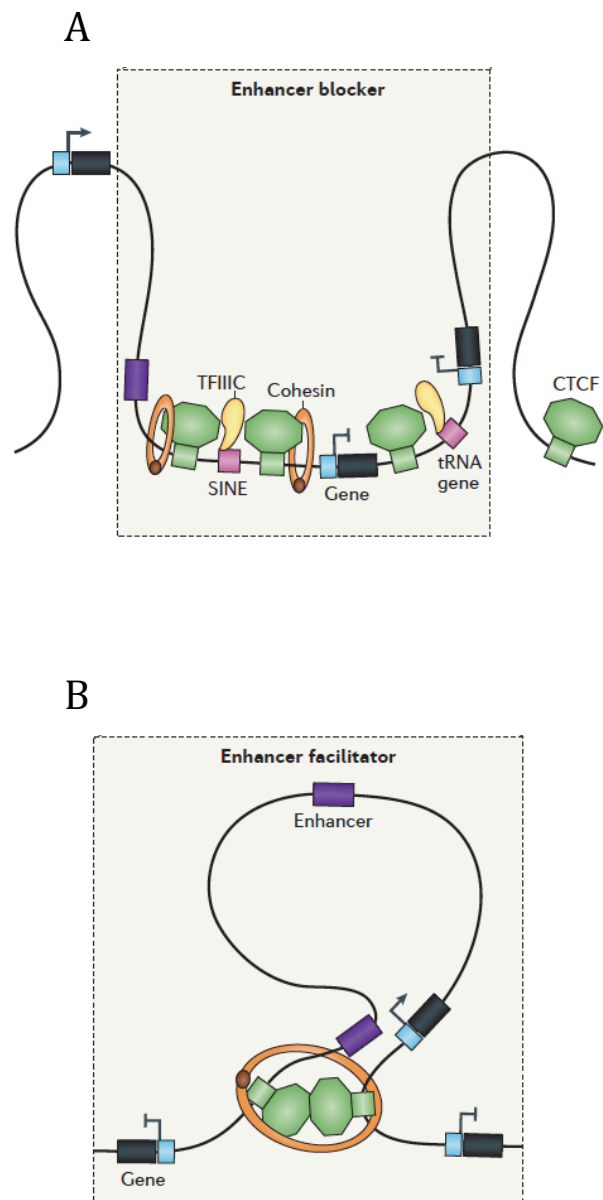 A
Enhancer blocker
TFIIIC
Cohesin
CTCF
SINE
Gene
tRNA
gene
B
Enhancer facilitator
Enhancer
Gene